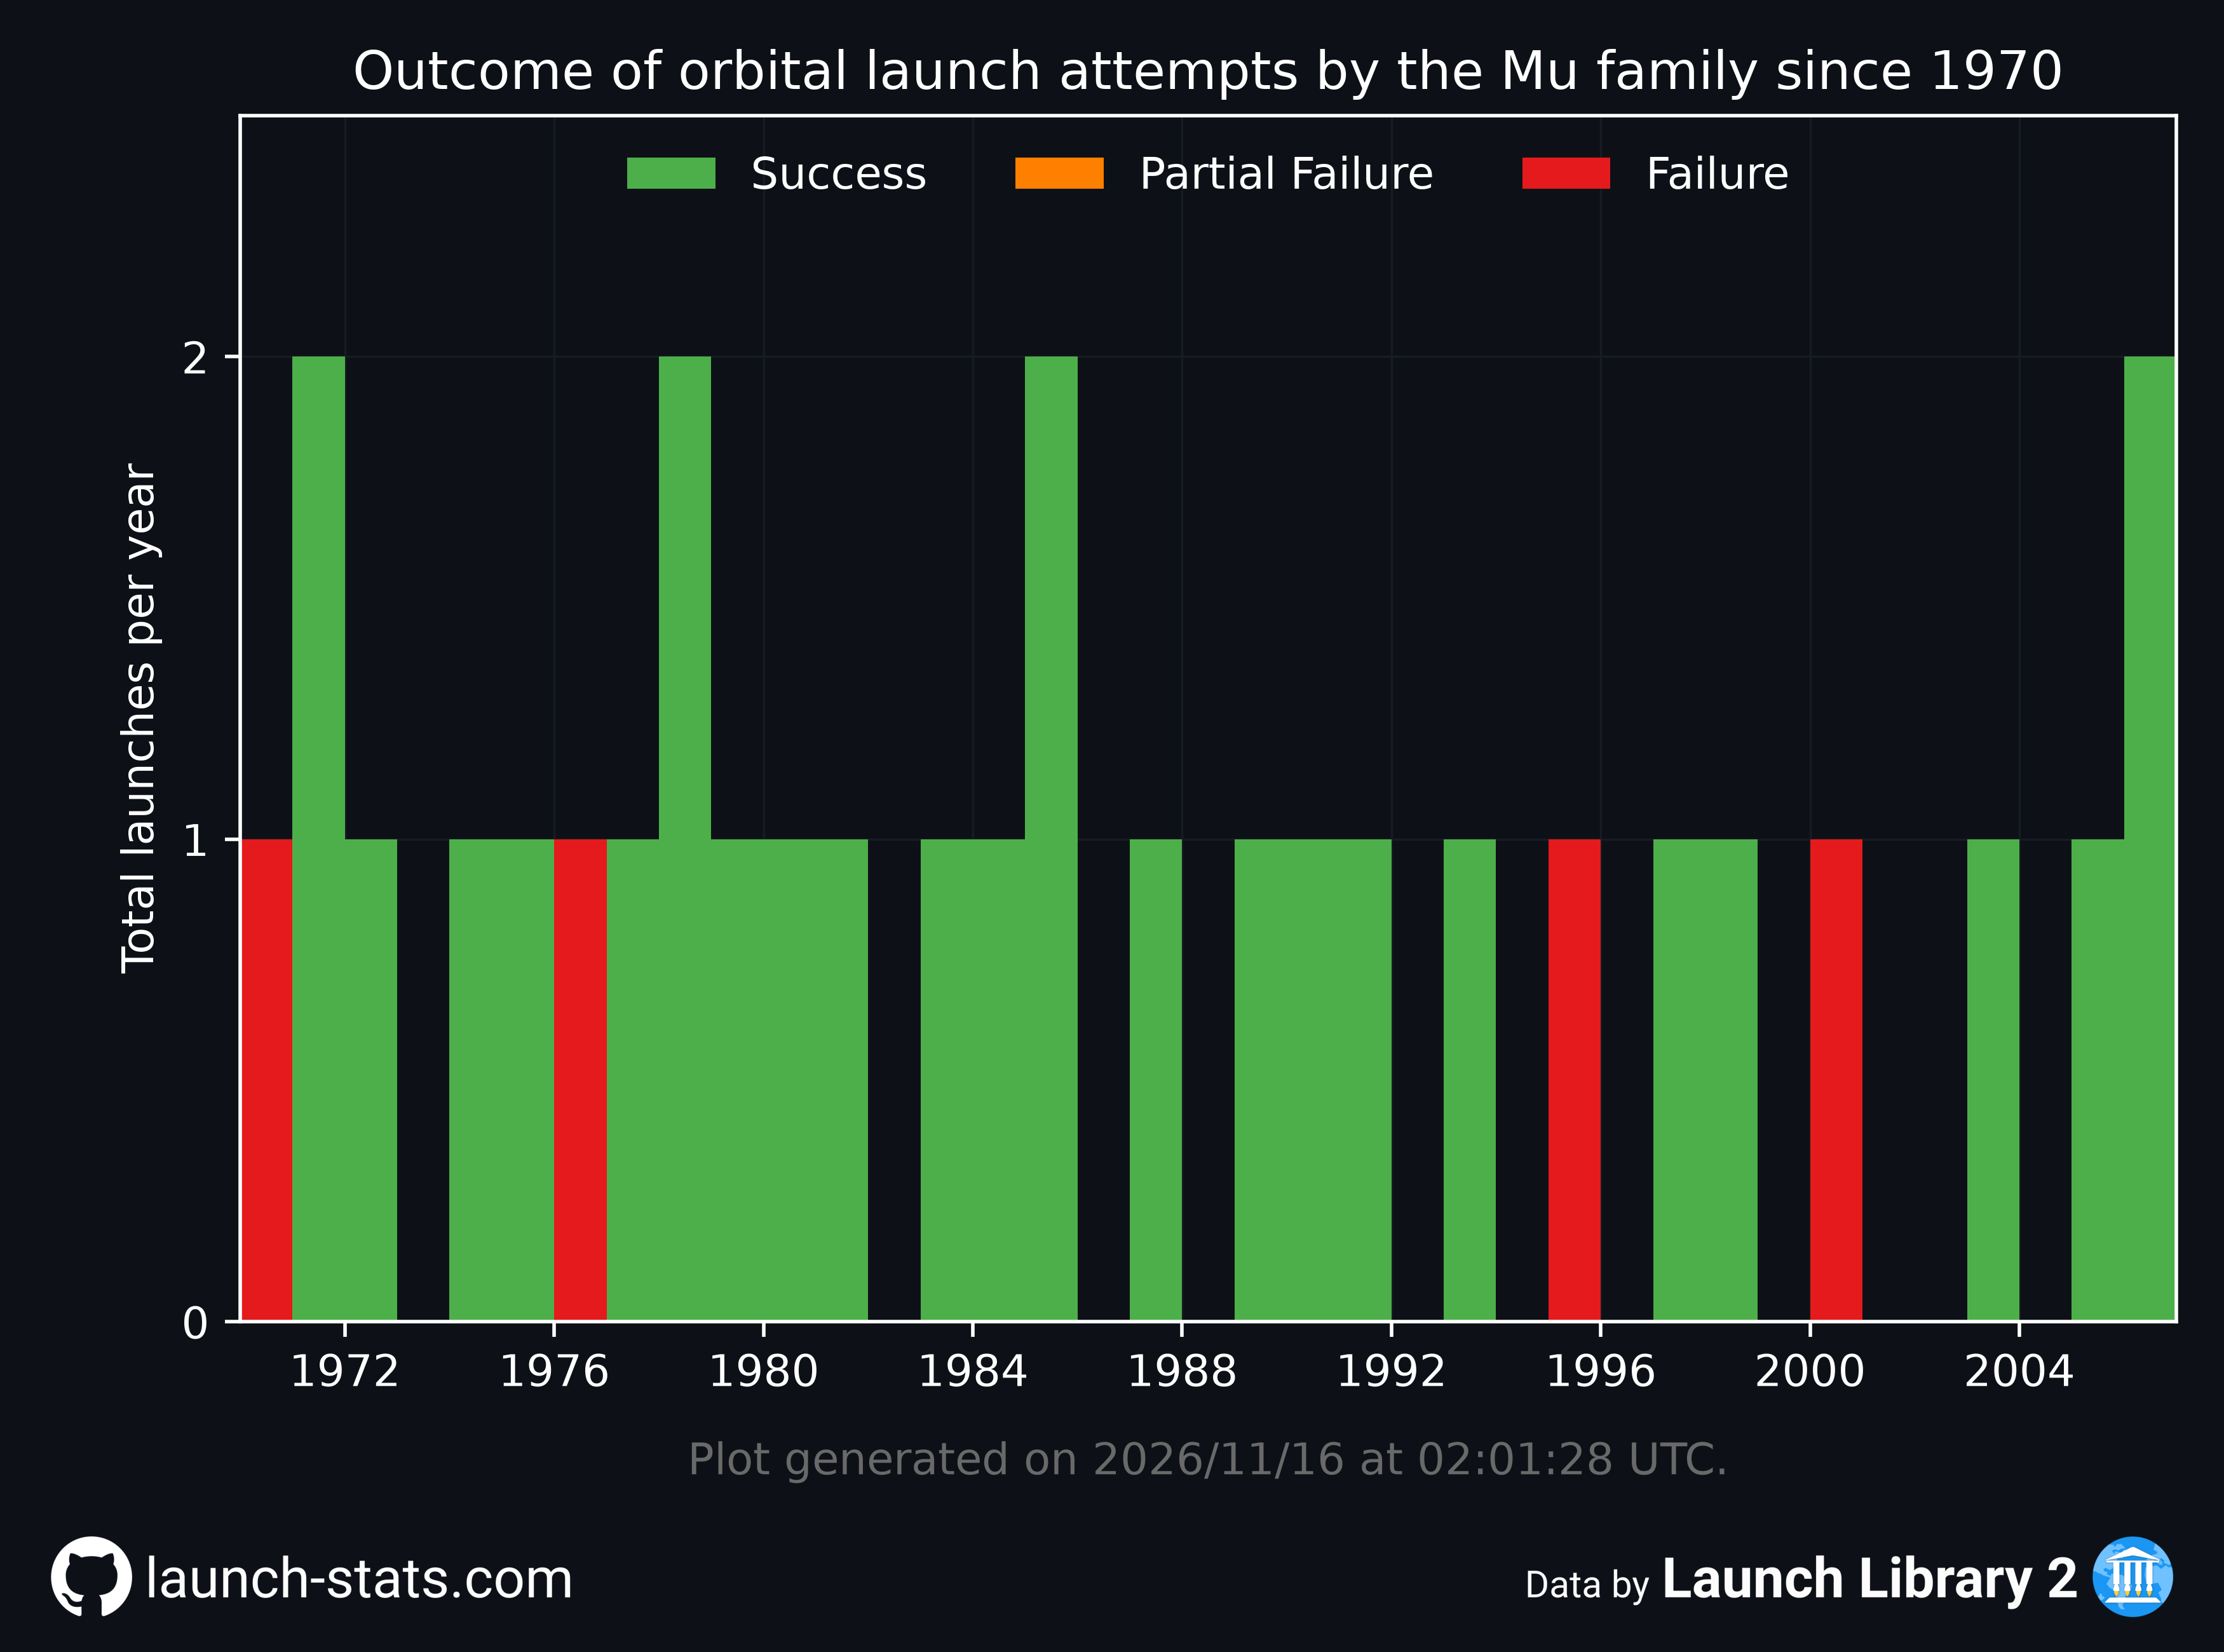 Outcome of orbital launch attempts by the Mu family since 1970
Success Partial Failure Failure
Total launches per year
2
1
0
1972 1976 1980 1984 1988 1992 1996 2000 2004
Plot generated on 2026/11/16 at 02:01:28 UTC.
launch-stats.com
Data by Launch Library 2